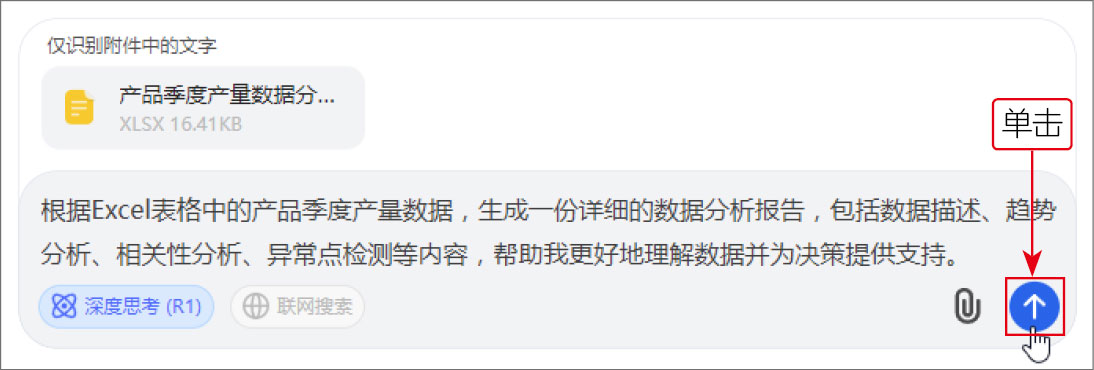 仅识别附件中的文字
产品季度产量数据分...
XLSX 16.41KB
单击
根据Excel表格中的产品季度产量数据，生成一份详细的数据分析报告，包括数据描述、趋势
分析、相关性分析、异常点检测等内容，帮助我更好地理解数据并为决策提供支持。
深度思考 (R1)
联网搜索